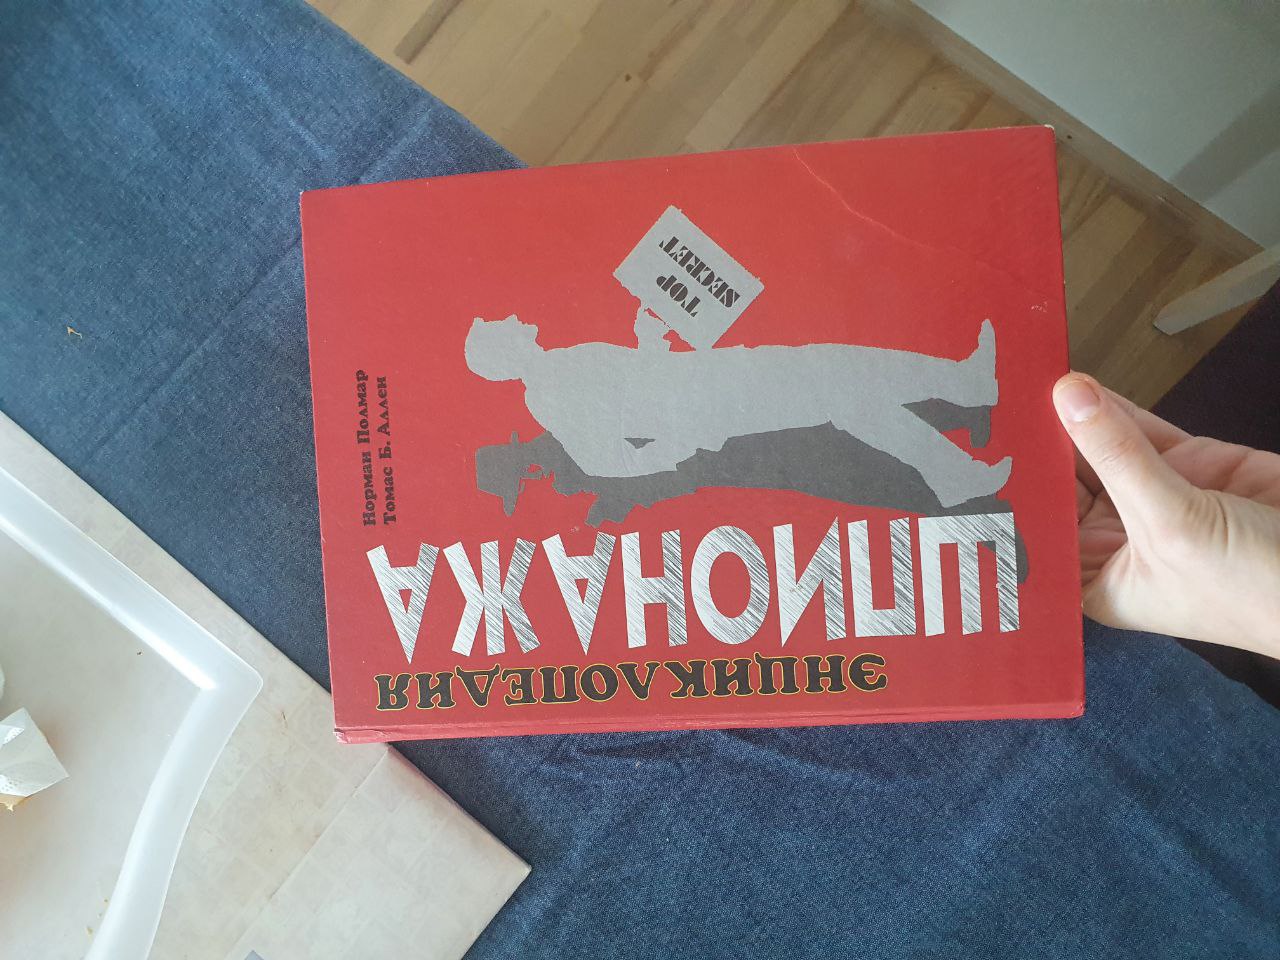 Норман Полмар
Томас Б. Аллен
TOP
SECRET
ЭНЦИКЛОПЕДИЯ
ШПИОНАЖА